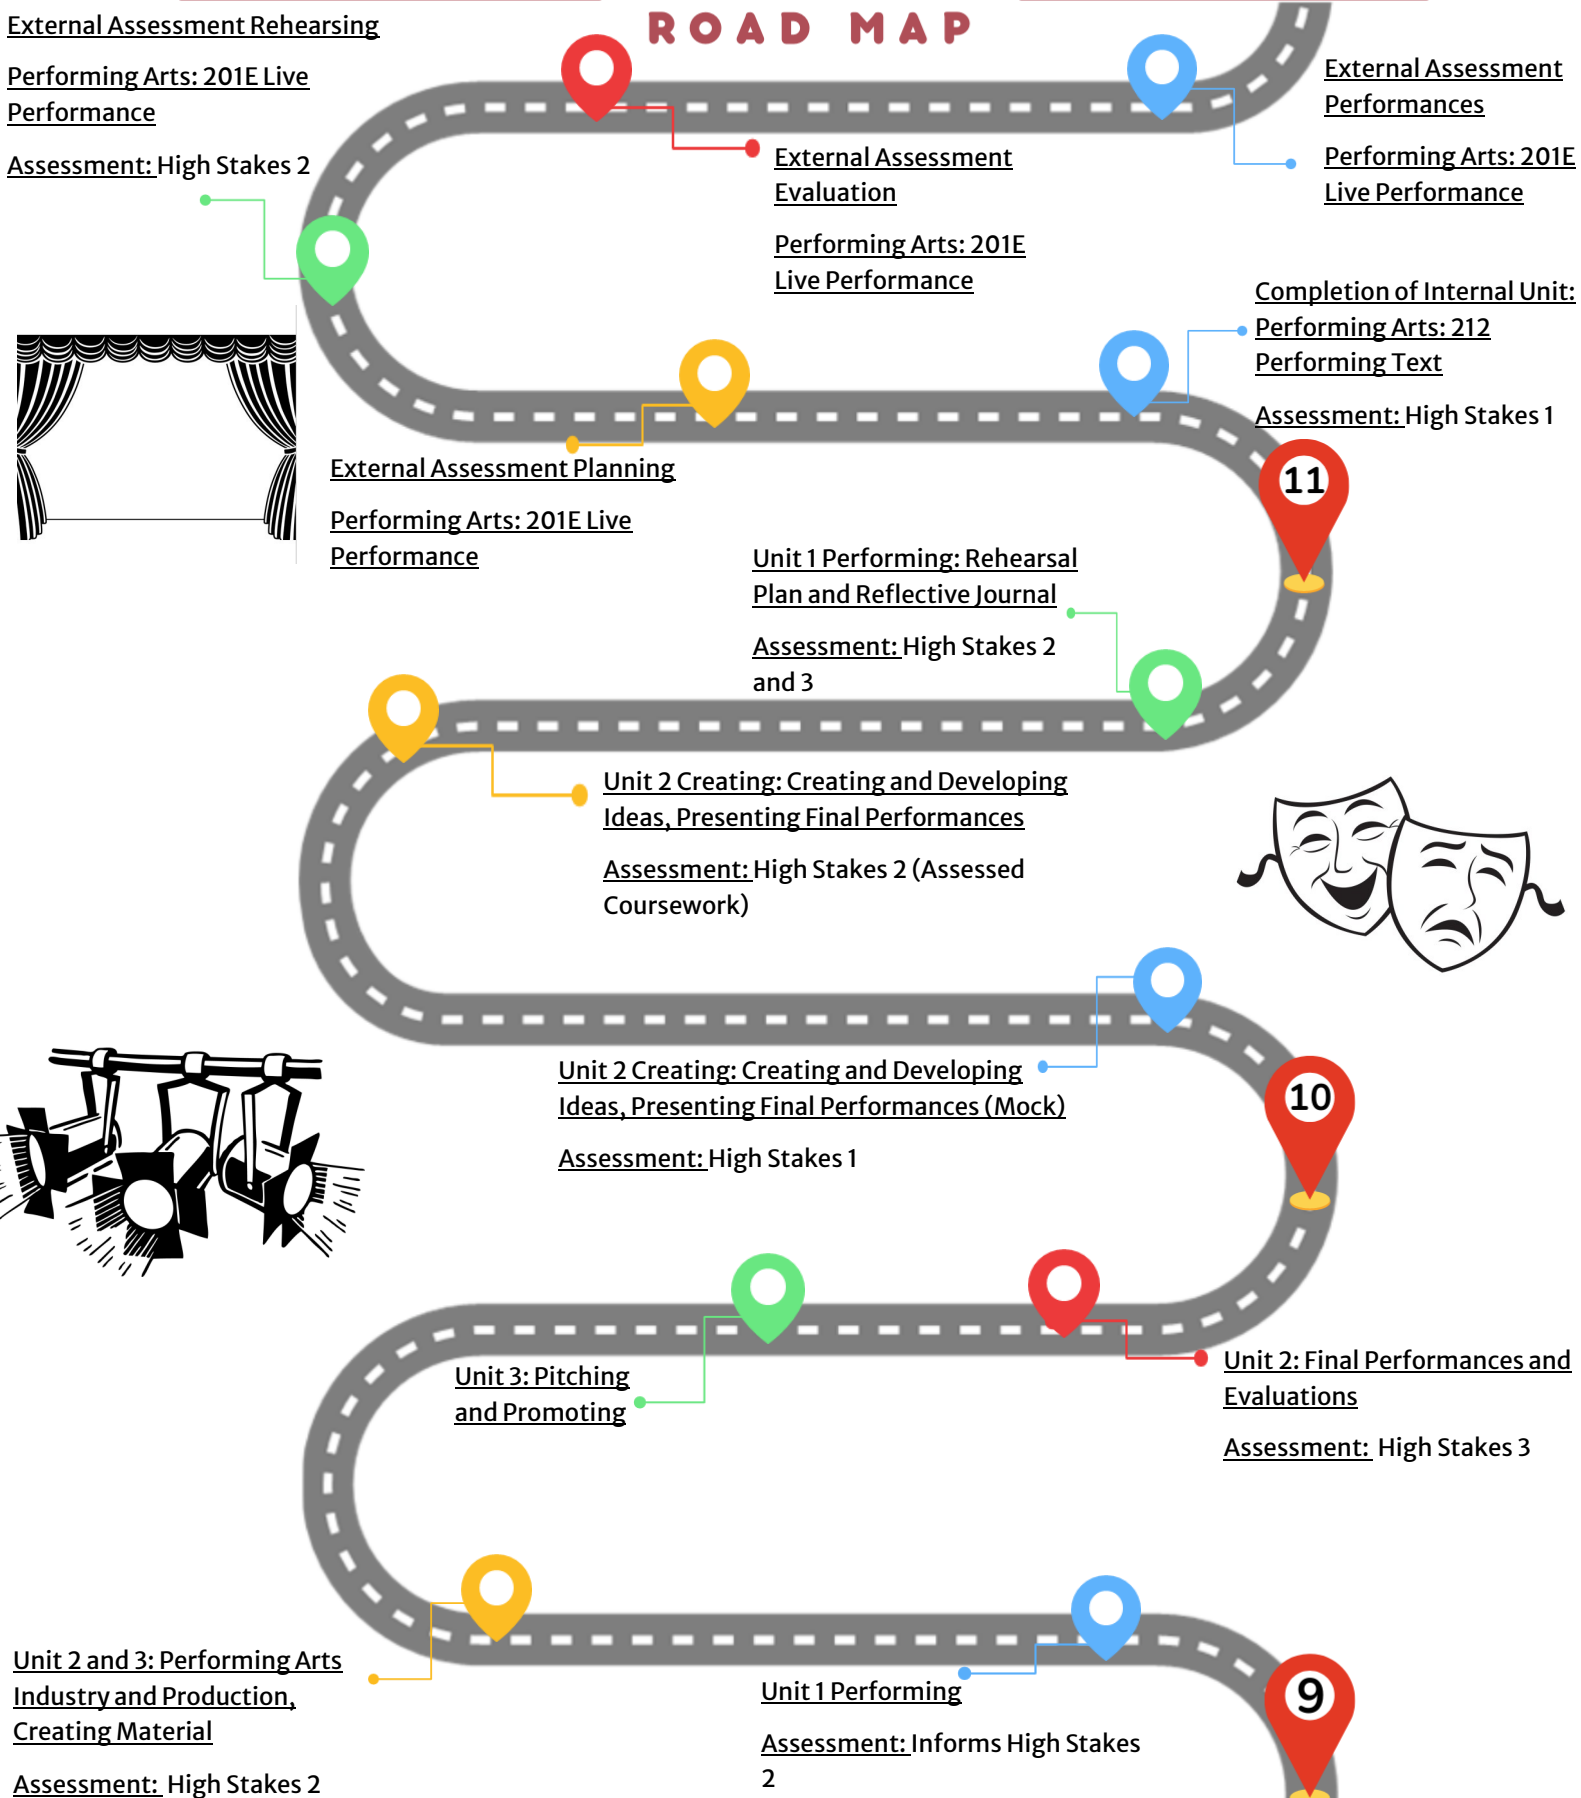 ROAD MAP
External Assessment Rehearsing
Performing Arts: 201E Live
Performance
Assessment: High Stakes 2
External Assessment
Evaluation
Performing Arts: 201E
Live Performance
External Assessment
Performances
Performing Arts: 201E
Live Performance
Completion of Internal Unit:
Performing Arts: 212
Performing Text
Assessment: High Stakes 1
11
External Assessment Planning
Performing Arts: 201E Live
Performance
Unit 1 Performing: Rehearsal
Plan and Reflective Journal
Assessment: High Stakes 2
and 3
Unit 2 Creating: Creating and Developing
Ideas, Presenting Final Performances
Assessment: High Stakes 2 (Assessed
Coursework)
Unit 2 Creating: Creating and Developing
Ideas, Presenting Final Performances (Mock)
Assessment: High Stakes 1
10
Unit 3: Pitching
and Promoting
Unit 2: Final Performances and
Evaluations
Assessment: High Stakes 3
Unit 2 and 3: Performing Arts
Industry and Production,
Creating Material
Assessment: High Stakes 2
Unit 1 Performing
Assessment: Informs High Stakes
2
9